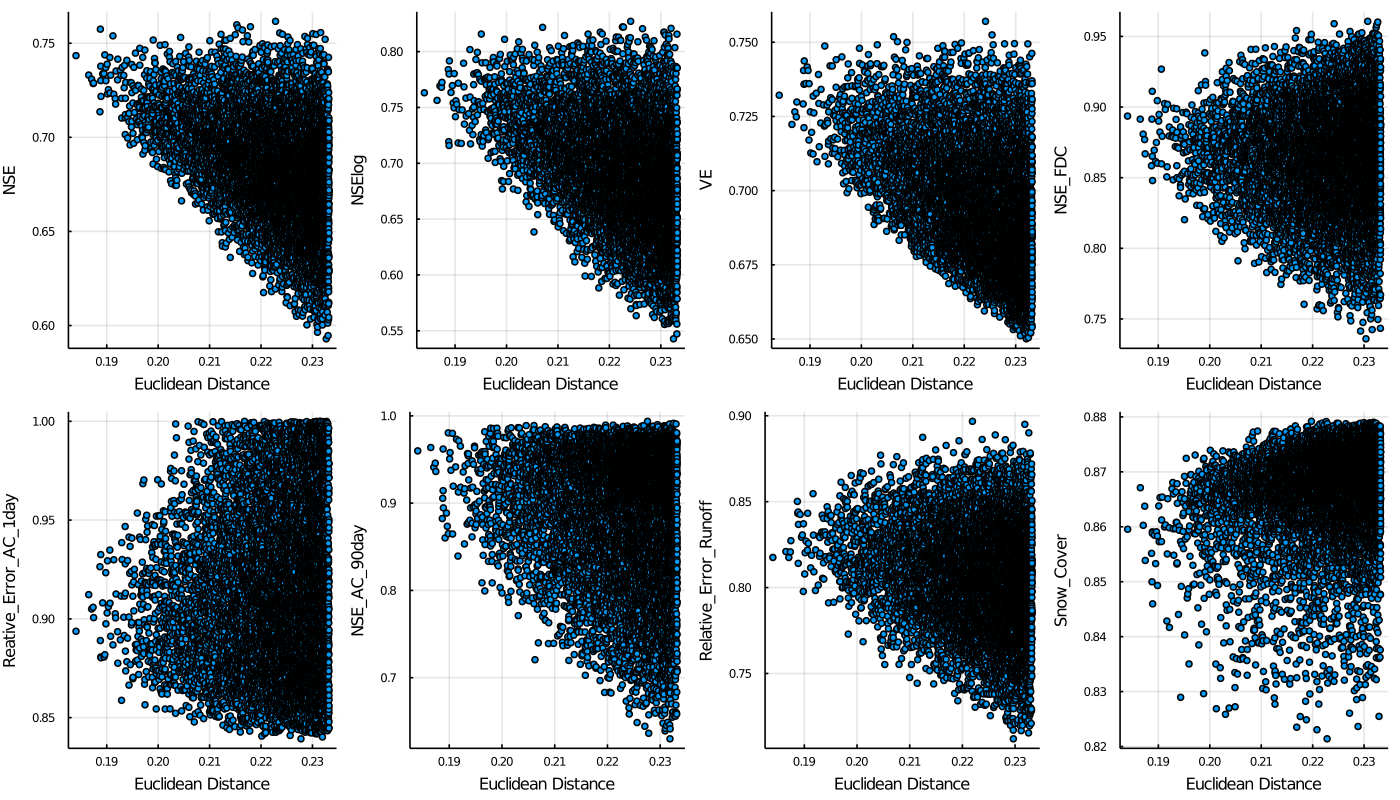 NSE
0.75
0.70
0.65
0.60
0.19 0.20 0.21 0.22 0.23
Euclidean Distance
NSElog
0.80
0.75
0.70
0.65
0.60
0.55
0.19 0.20 0.21 0.22 0.23
Euclidean Distance
VE
0.750
0.725
0.700
0.675
0.650
0.19 0.20 0.21 0.22 0.23
Euclidean Distance
NSE_FDC
0.95
0.90
0.85
0.80
0.75
0.19 0.20 0.21 0.22 0.23
Euclidean Distance
Reative_Error_AC_1day
1.00
0.95
0.90
0.85
0.19 0.20 0.21 0.22 0.23
Euclidean Distance
NSE_AC_90day
1.0
0.9
0.8
0.7
0.19 0.20 0.21 0.22 0.23
Euclidean Distance
Relative_Error_Runoff
0.90
0.85
0.80
0.75
0.19 0.20 0.21 0.22 0.23
Euclidean Distance
Snow_Cover
0.88
0.87
0.86
0.85
0.84
0.83
0.82
0.19 0.20 0.21 0.22 0.23
Euclidean Distance